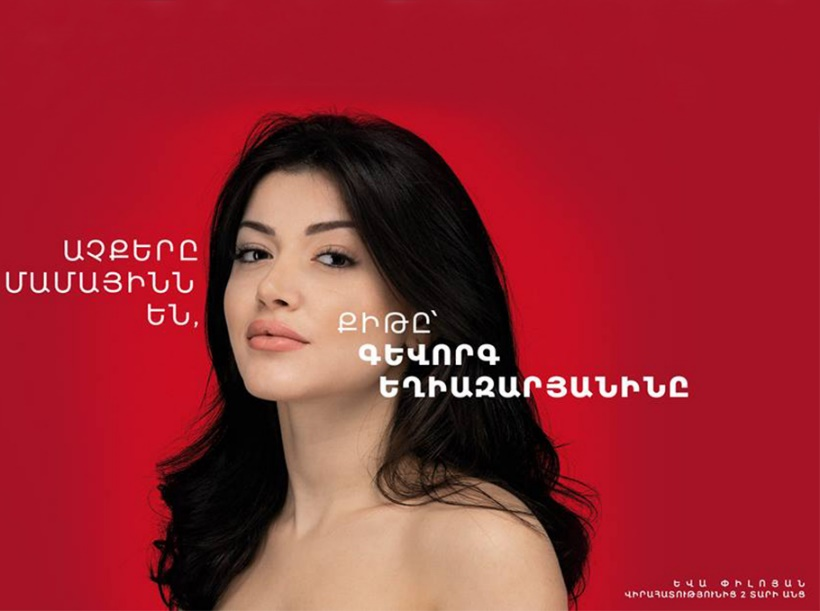 ԱՉՔԵՐԸ
ՄԱՄԱՅԻՆՆ
ԵՆ,
ՔԻԹԸ՝
ԳԵՎՈՐԳ
ԵՂԻԱԶԱՐՅԱՆԻՆԸ
ԵՎԱ ՓԻԼՈՅԱՆ
ՎԻՐԱՀԱՏՈՒԹՅՈՒՆԻՑ 2 ՏԱՐԻ ԱՆՑ